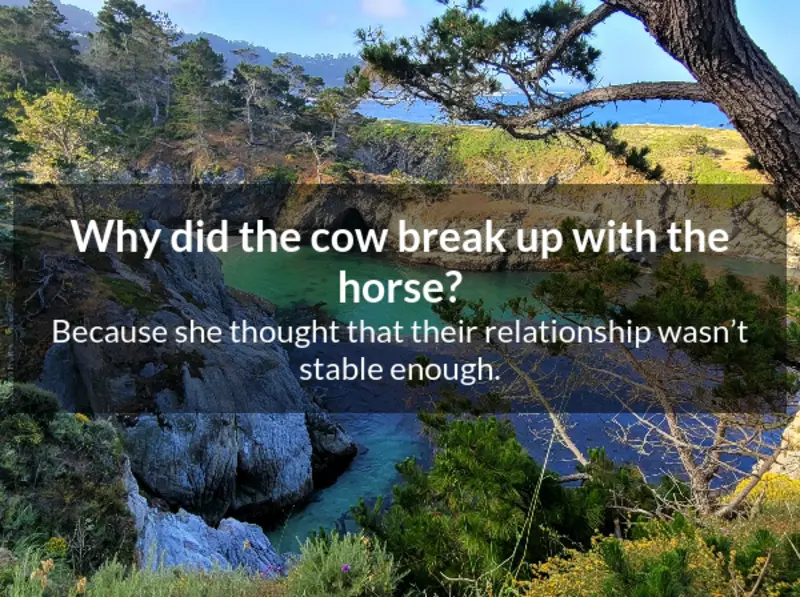 Why did the cow break up with the
horse?
Because she thought that their relationship wasn’t
stable enough.